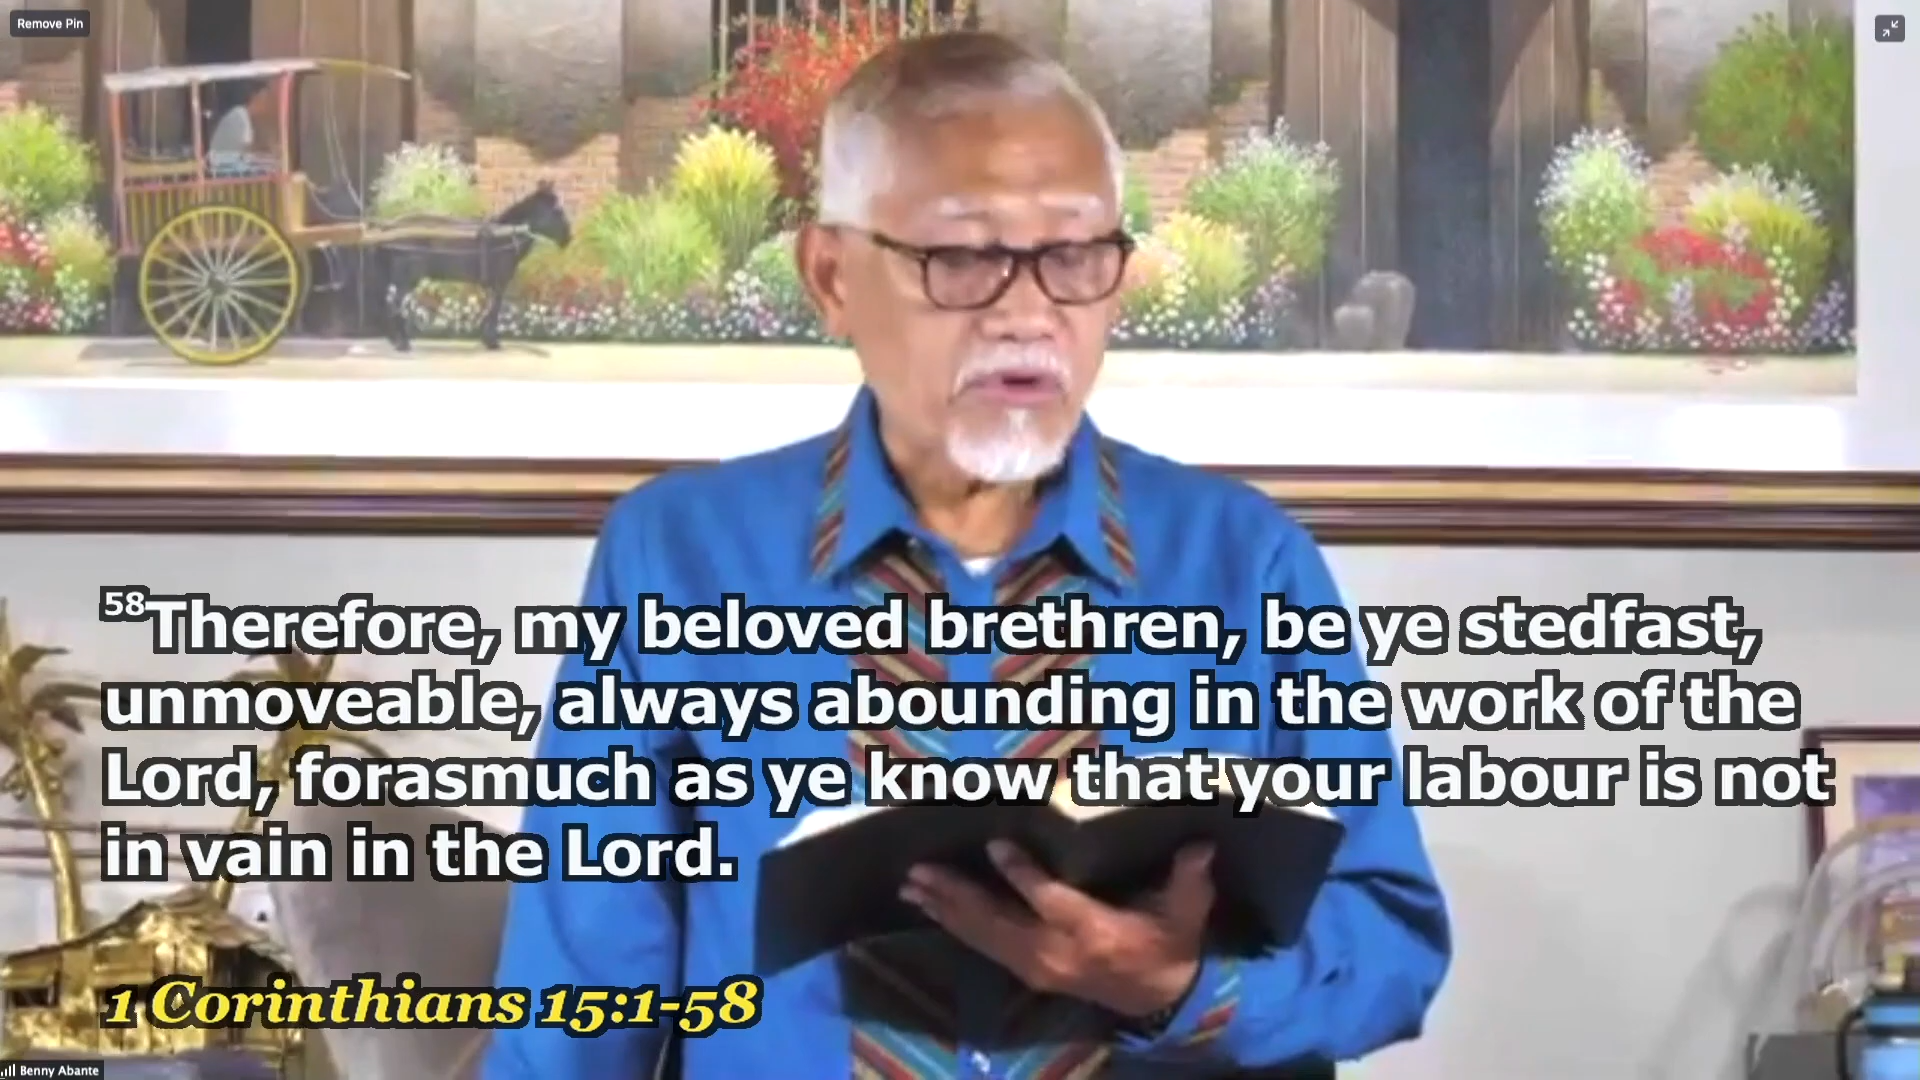 Remove Pin
58Therefore, my beloved brethren, be ye stedfast,
unmoveable, always abounding in the work of the
Lord, forasmuch as ye know that your labour is not
in vain in the Lord.
1 Corinthians 15:1-58
Benny Abante